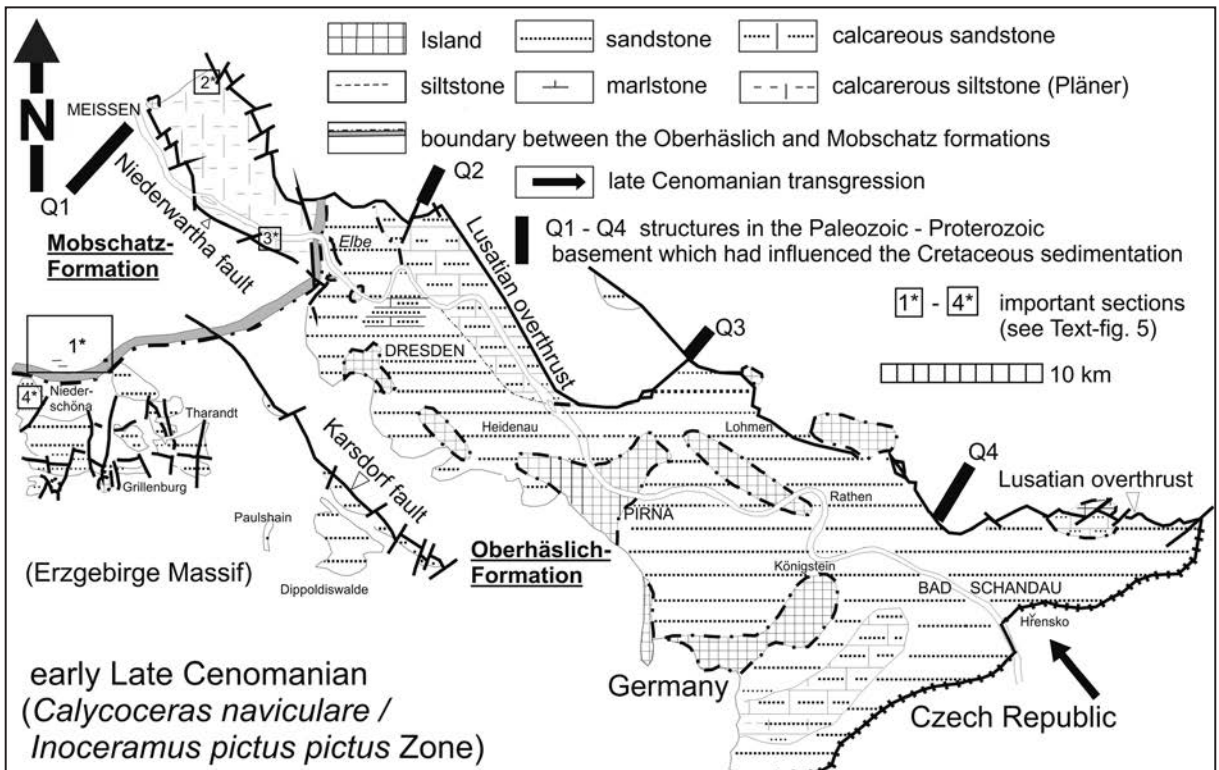 Island
sandstone
calcareous sandstone
siltstone
marlstone
calcarerous siltstone (Pläner)
boundary between the Oberhäslich and Mobschatz formations
late Cenomanian transgression
Q1 - Q4 structures in the Paleozoic - Proterozoic
basement which had influenced the Cretaceous sedimentation
1* - 4* important sections
(see Text-fig. 5)
10 km
N
2*
MEISSEN
Q1
Niederwartha fault
Mobschatz-
Formation
3*
Elbe
Q2
Lusatian overthrust
Q3
1*
4*
Nieder-
schöna
Tharandt
Grillenburg
DRESDEN
Heidenau
Lohmen
Karsdorf fault
Paulshain
Dippoldiswalde
(Erzgebirge Massif)
Oberhäslich-
Formation
PIRNA
Rathen
Q4
Lusatian overthrust
Königstein
BAD SCHANDAU
Hřensko
Germany
Czech Republic
early Late Cenomanian
(Calycoceras naviculare /
Inoceramus pictus pictus Zone)